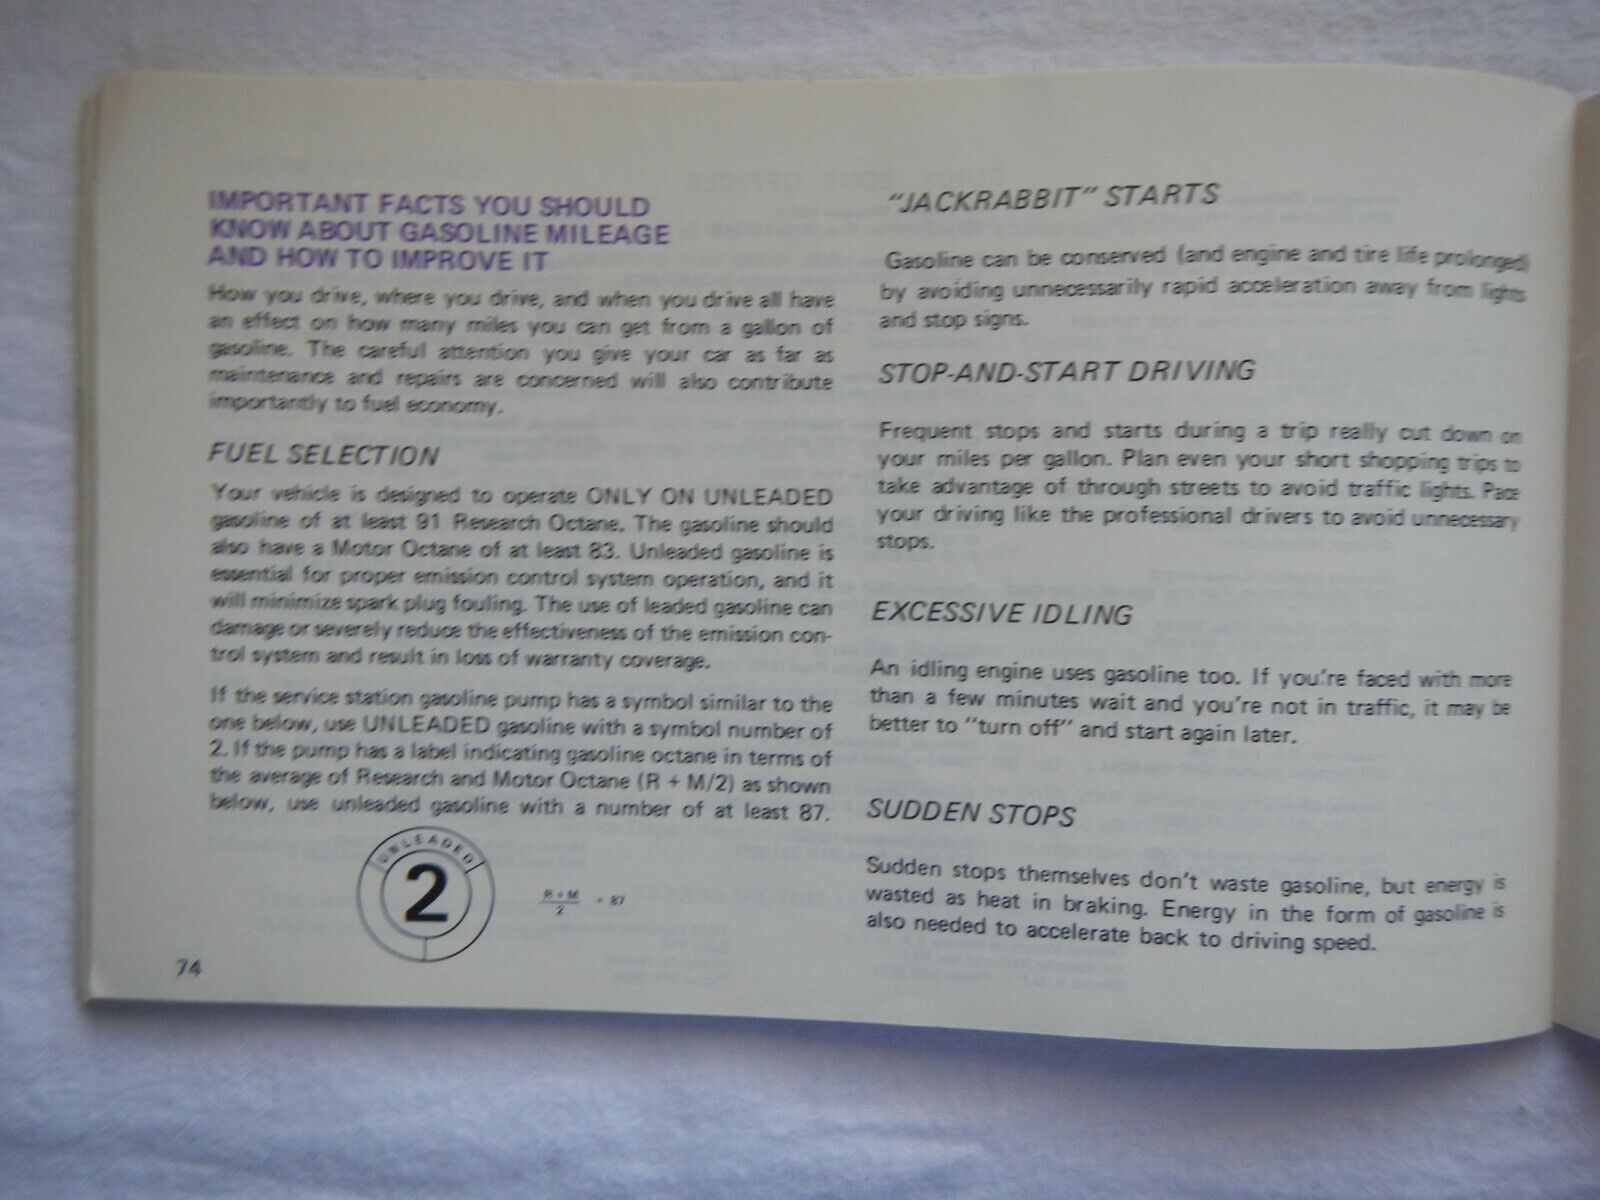 IMPORTANT FACTS YOU SHOULD
KNOW ABOUT GASOLINE MILEAGE
AND HOW TO IMPROVE IT
How you drive, where you drive, and when you drive all have
an effect on how many miles you can get from a gallon of
gasoline. The careful attention you give your car as far as
maintenance and repairs are concerned will also contribute
importantly to fuel economy.
FUEL SELECTION
Your vehicle is designed to operate ONLY ON UNLEADED
gasoline of at least 91 Research Octane. The gasoline should
also have a Motor Octane of at least 83. Unleaded gasoline is
essential for proper emission control system operation, and it
will minimize spark plug fouling. The use of leaded gasoline can
damage or severely reduce the effectiveness of the emission con-
trol system and result in loss of warranty coverage.
If the service station gasoline pump has a symbol similar to the
one below, use UNLEADED gasoline with a symbol number of
2. If the pump has a label indicating gasoline octane in terms of
the average of Research and Motor Octane (R + M/2) as shown
below, use unleaded gasoline with a number of at least 87.
UNLEADED
2
R + M
2
= 87
74
"JACKRABBIT" STARTS
Gasoline can be conserved (and engine and tire life prolonged)
by avoiding unnecessarily rapid acceleration away from lights
and stop signs.
STOP-AND-START DRIVING
Frequent stops and starts during a trip really cut down on
your miles per gallon. Plan even your short shopping trips to
take advantage of through streets to avoid traffic lights. Pace
your driving like the professional drivers to avoid unnecessary
stops.
EXCESSIVE IDLING
An idling engine uses gasoline too. If you're faced with more
than a few minutes wait and you're not in traffic, it may be
better to "turn off" and start again later.
SUDDEN STOPS
Sudden stops themselves don't waste gasoline, but energy is
wasted as heat in braking. Energy in the form of gasoline is
also needed to accelerate back to driving speed.